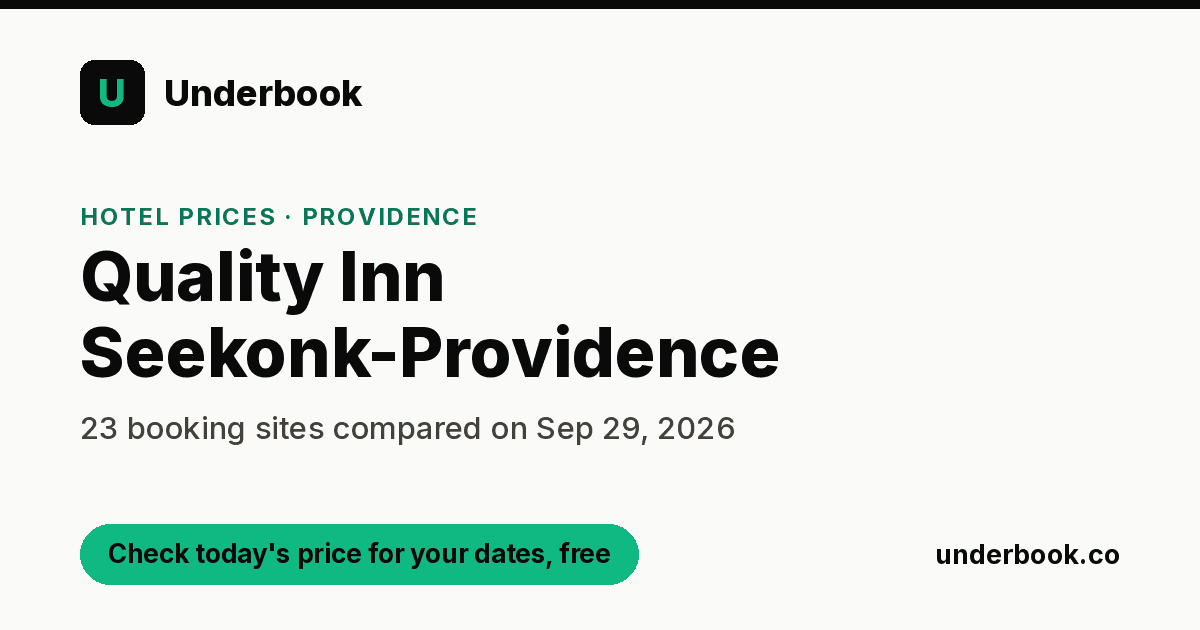 U Underbook
HOTEL PRICES · PROVIDENCE
Quality Inn
Seekonk-Providence
23 booking sites compared on Sep 29, 2026
Check today's price for your dates, free
underbook.co